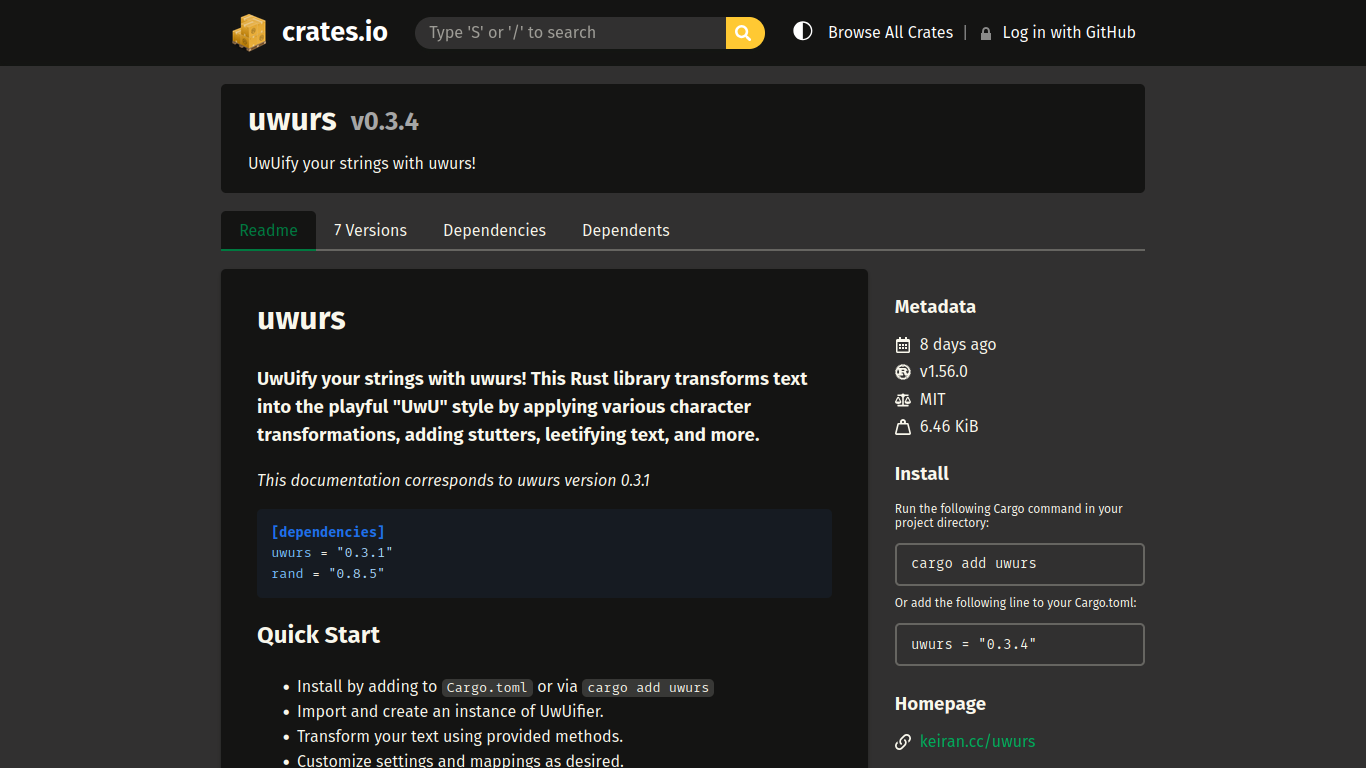 crates.io
Type 'S' or '/' to search
Browse All Crates | Log in with GitHub
uwurs v0.3.4
UwUify your strings with uwurs!
Readme
7 Versions
Dependencies
Dependents
uwurs
UwUify your strings with uwurs! This Rust library transforms text
into the playful "UwU" style by applying various character
transformations, adding stutters, leetifying text, and more.
This documentation corresponds to uwurs version 0.3.1
[dependencies]
uwurs = "0.3.1"
rand = "0.8.5"
Quick Start
• Install by adding to Cargo.toml or via cargo add uwurs
• Import and create an instance of UwUifier.
• Transform your text using provided methods.
• Customize settings and mappings as desired.
Metadata
8 days ago
v1.56.0
MIT
6.46 KiB
Install
Run the following Cargo command in your
project directory:
cargo add uwurs
Or add the following line to your Cargo.toml:
uwurs = "0.3.4"
Homepage
keiran.cc/uwurs